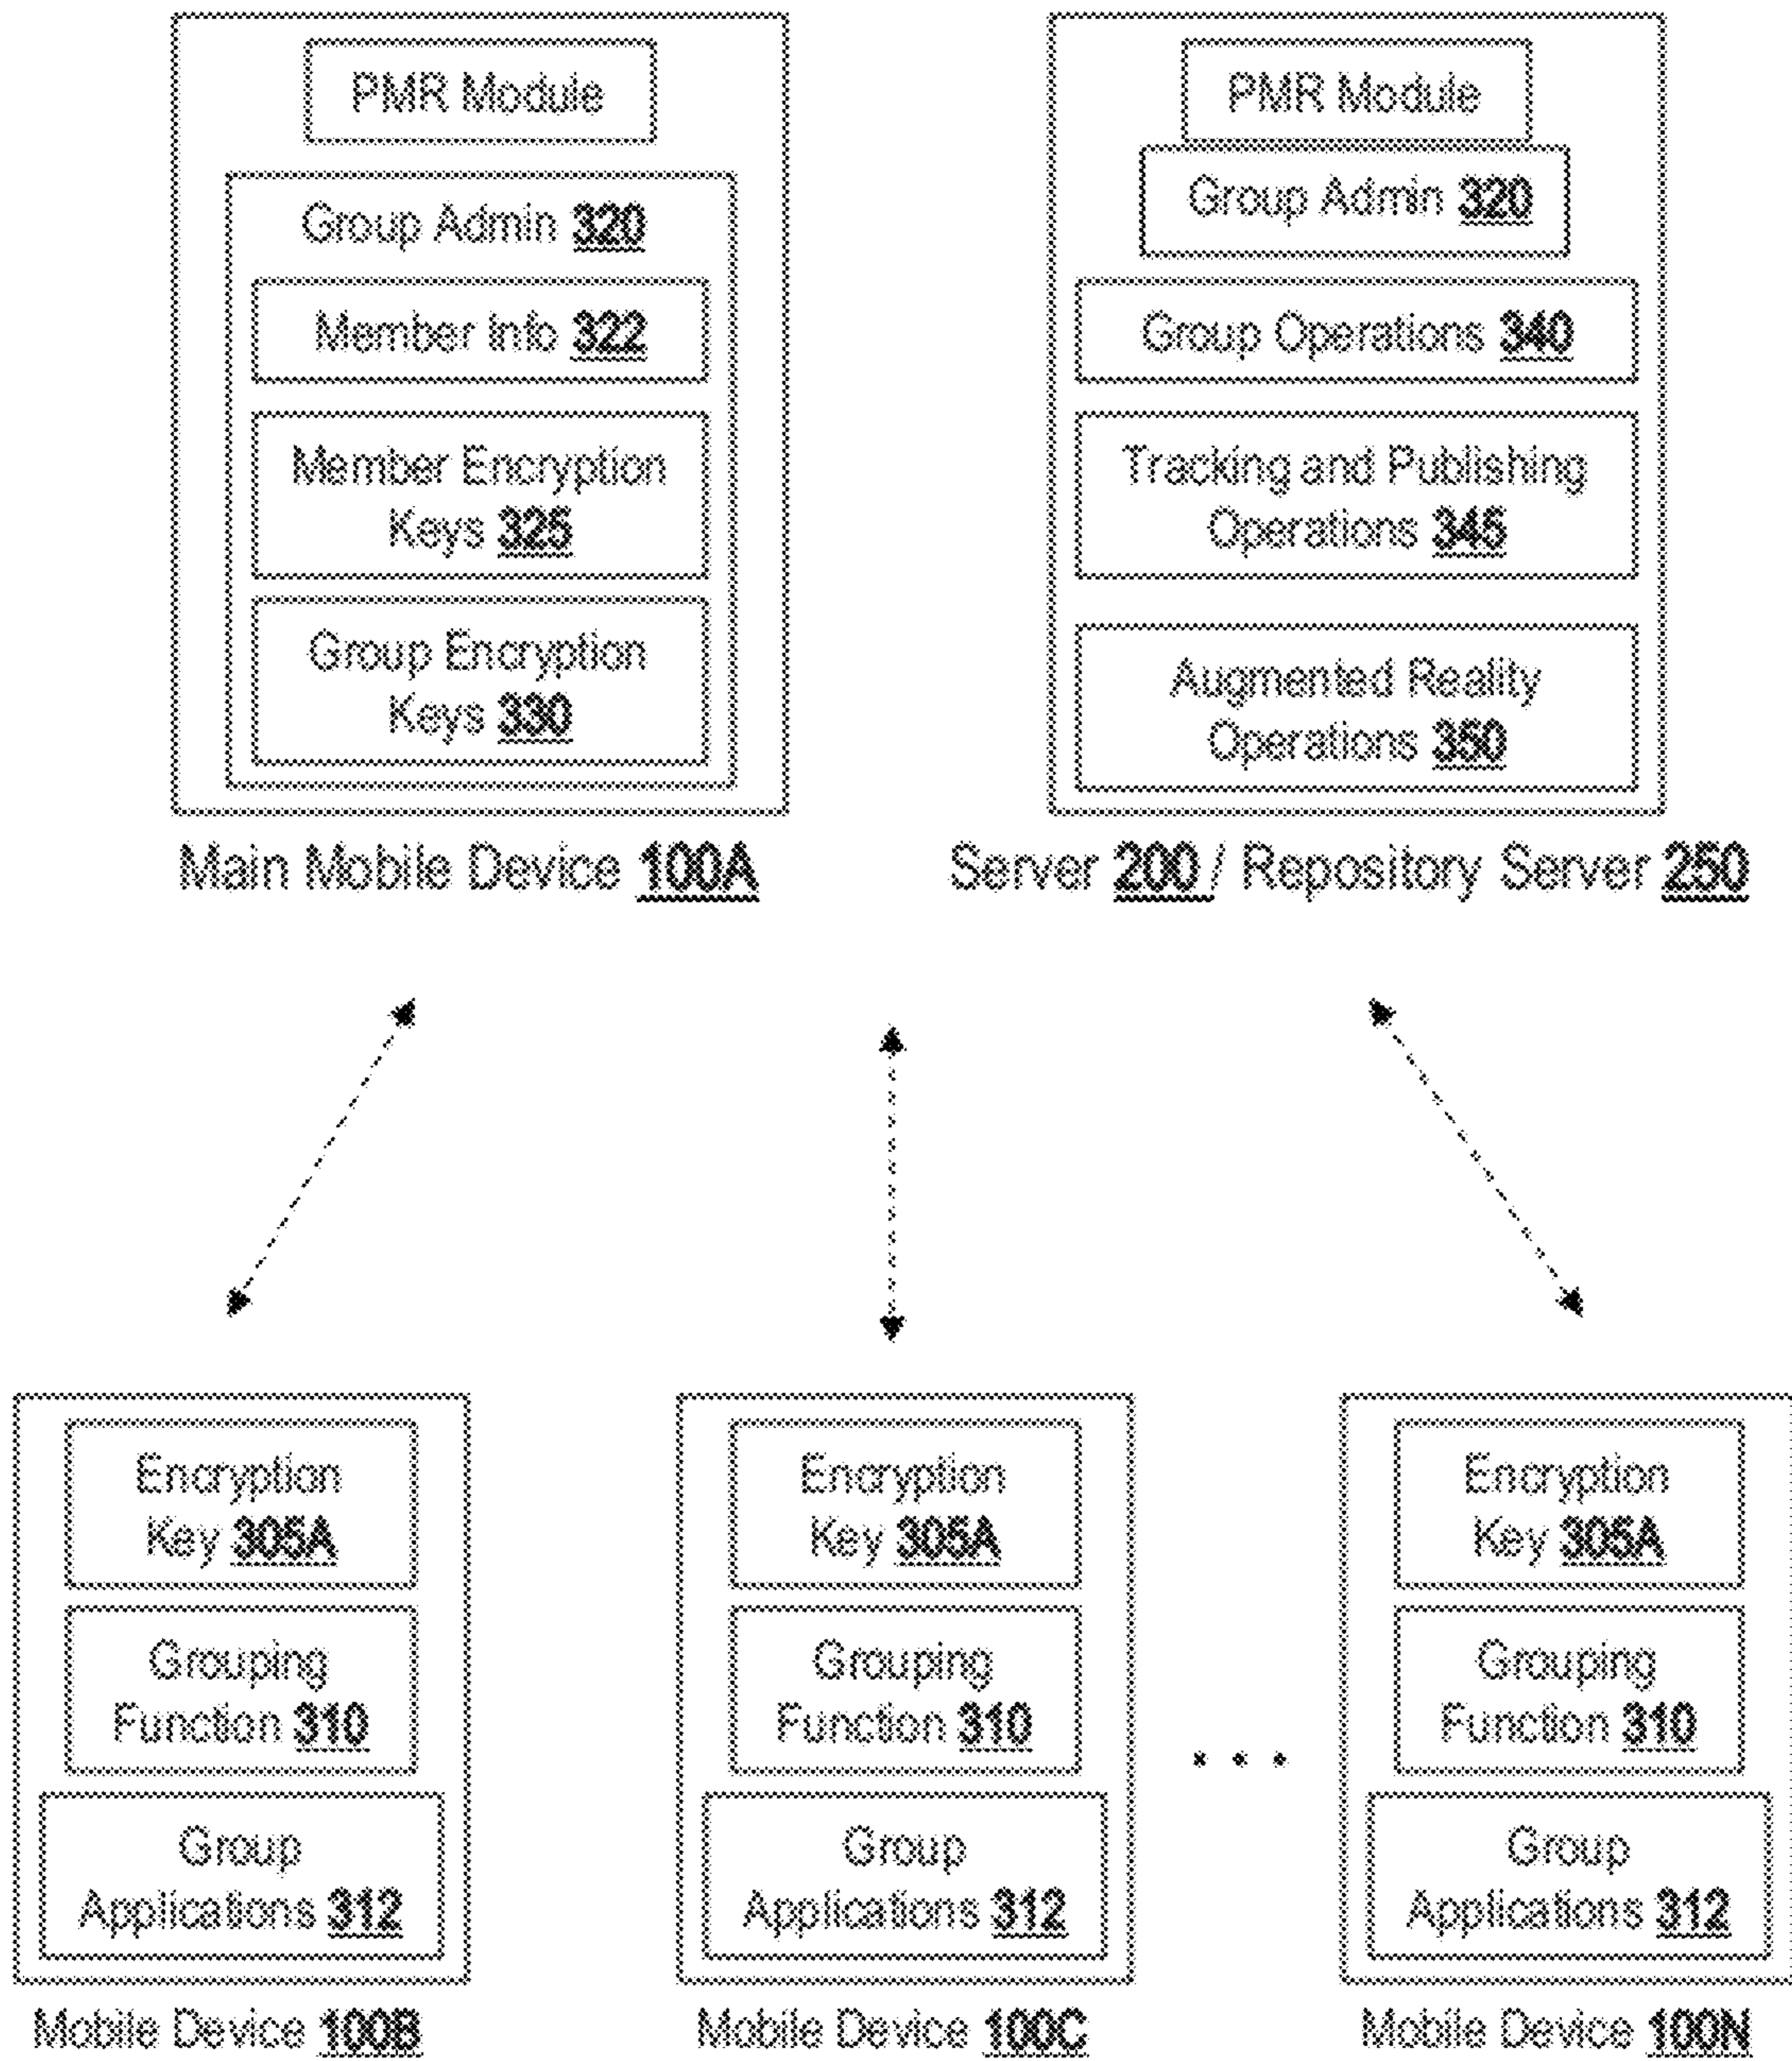 PMR Module
Group Admin 320
Member Info 322
Member Encryption
Keys 325
Group Encryption
Keys 330
Main Mobile Device 100A
PMR Module
Group Admin 320
Group Operations 340
Tracking and Publishing
Operations 345
Augmented Reality
Operations 350
Server 200 / Repository Server 250
Encryption
Key 305A
Grouping
Function 310
Group
Applications 312
Mobile Device 100B
Encryption
Key 305A
Grouping
Function 310
Group
Applications 312
Mobile Device 100C
. . .
Encryption
Key 305A
Grouping
Function 310
Group
Applications 312
Mobile Device 100N